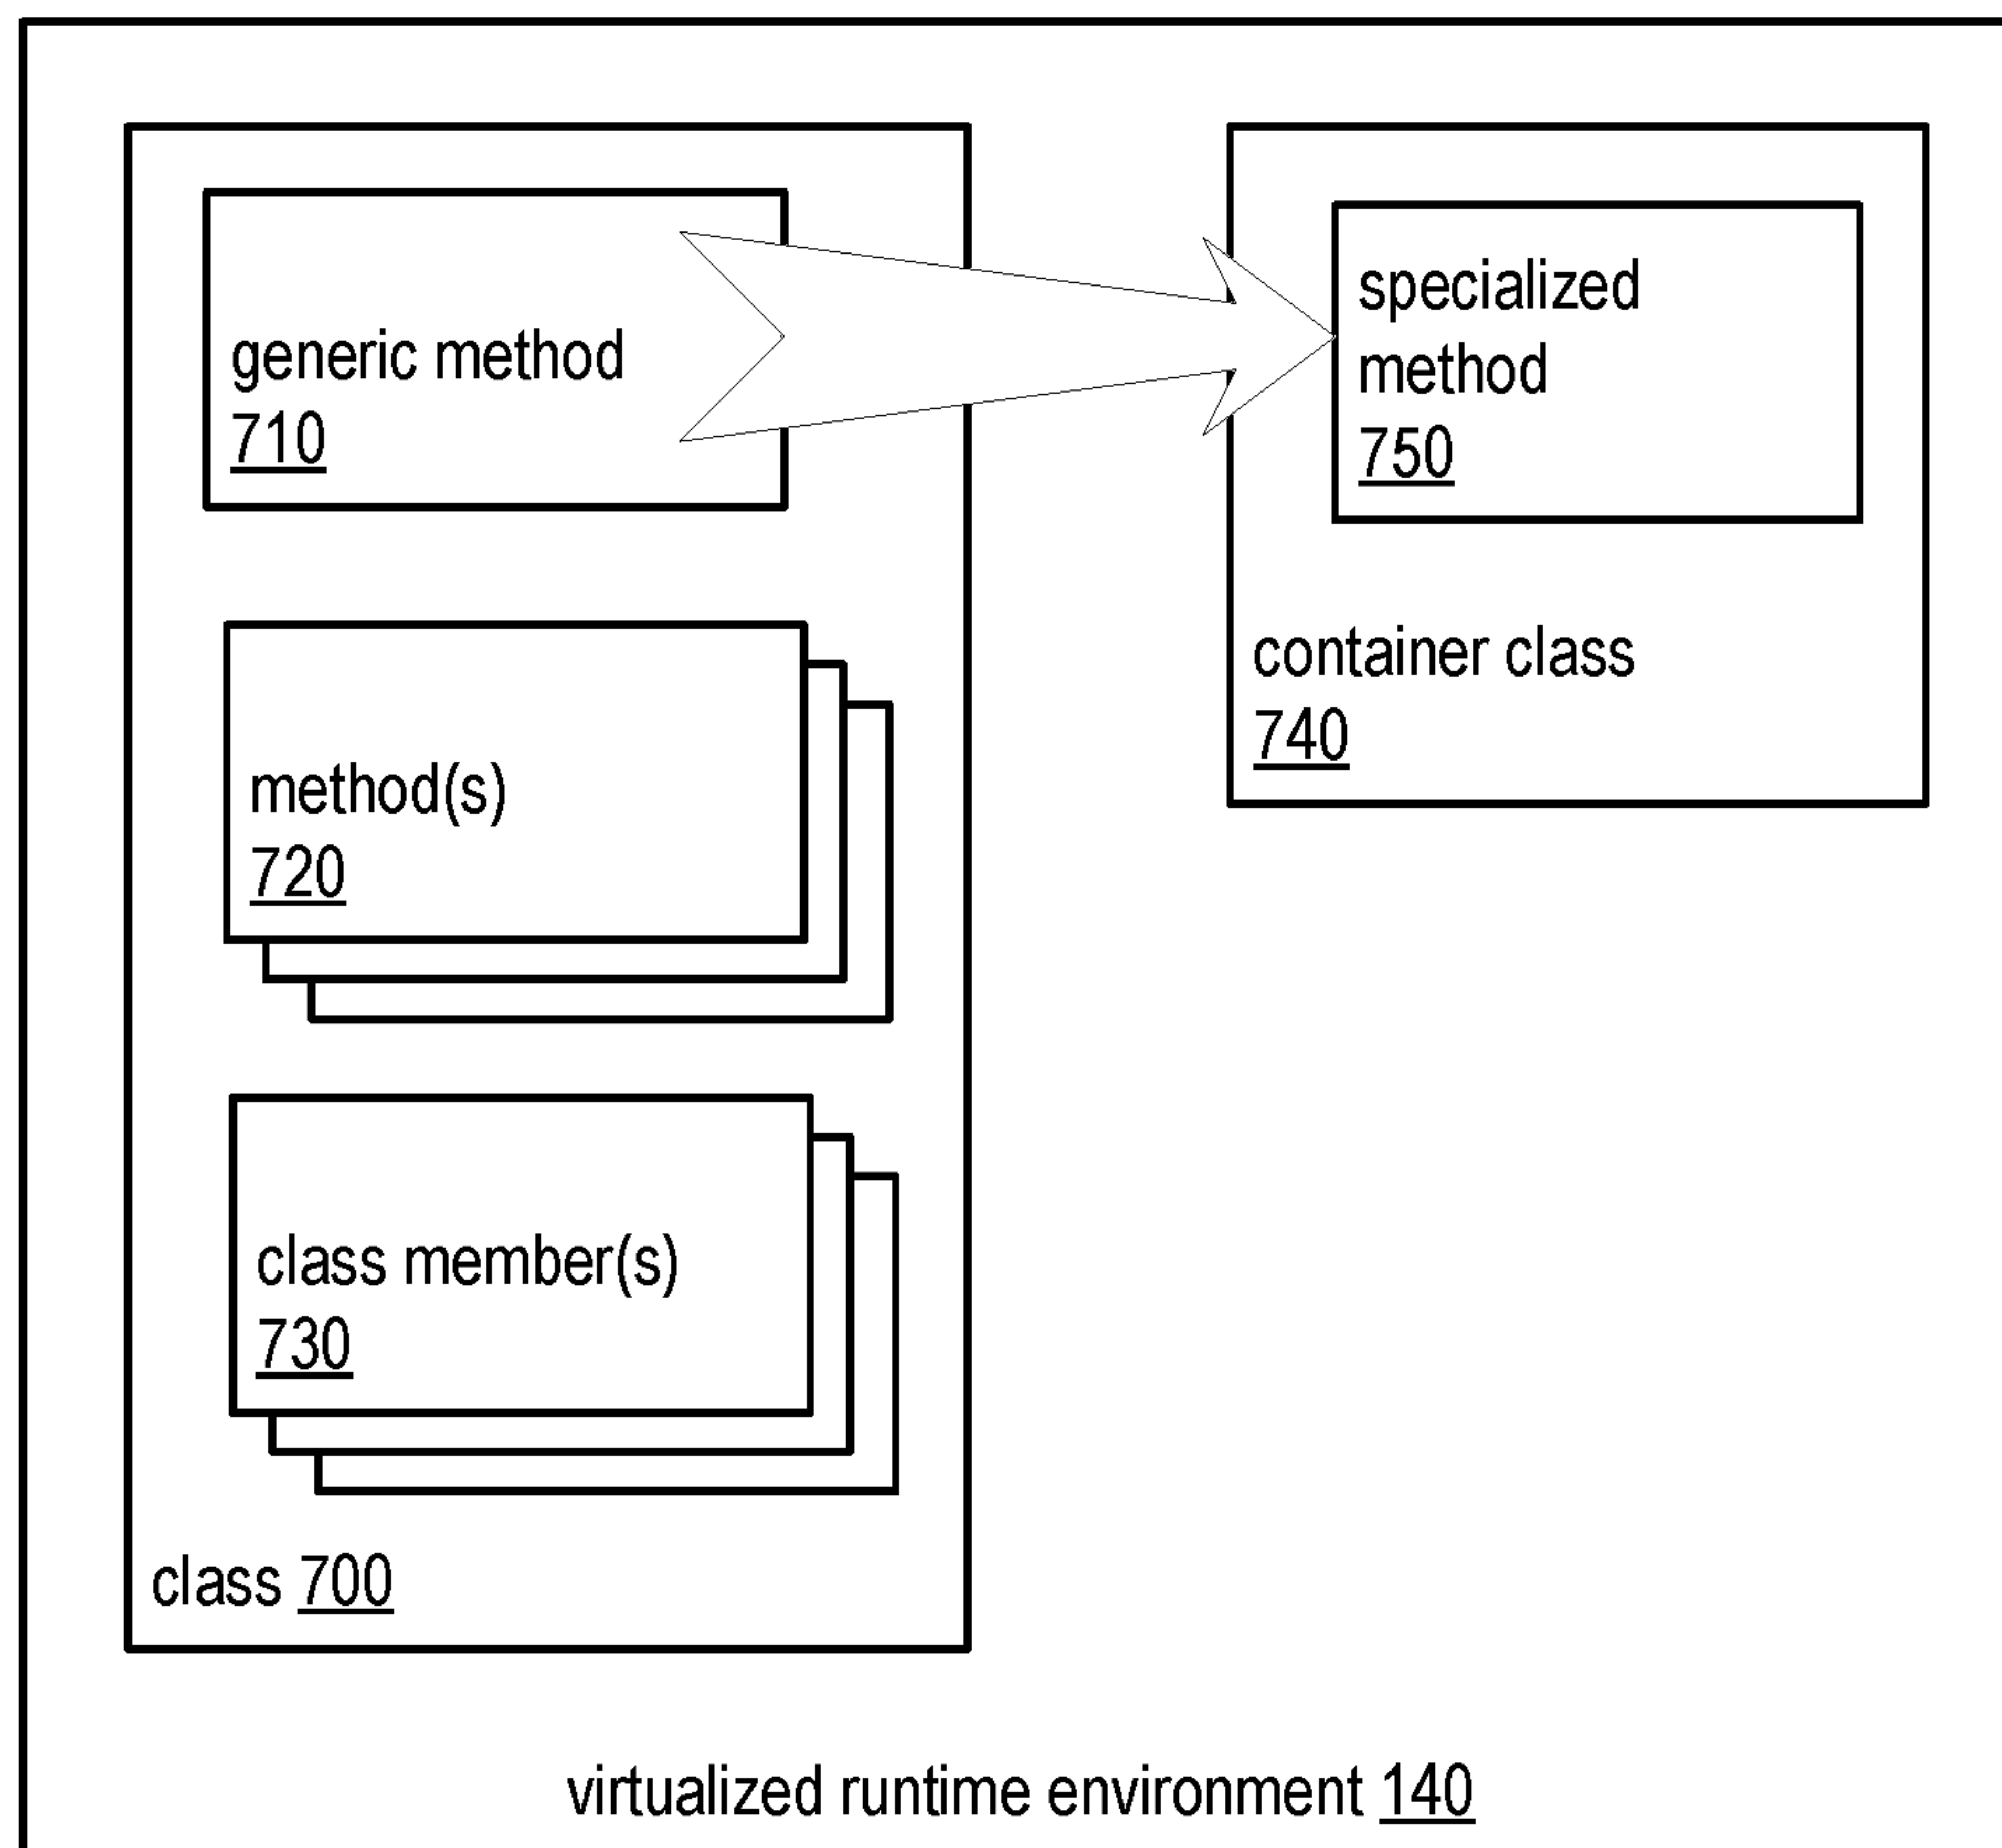 generic method
710
method(s)
720
class member(s)
730
class 700
specialized
method
750
container class
740
virtualized runtime environment 140